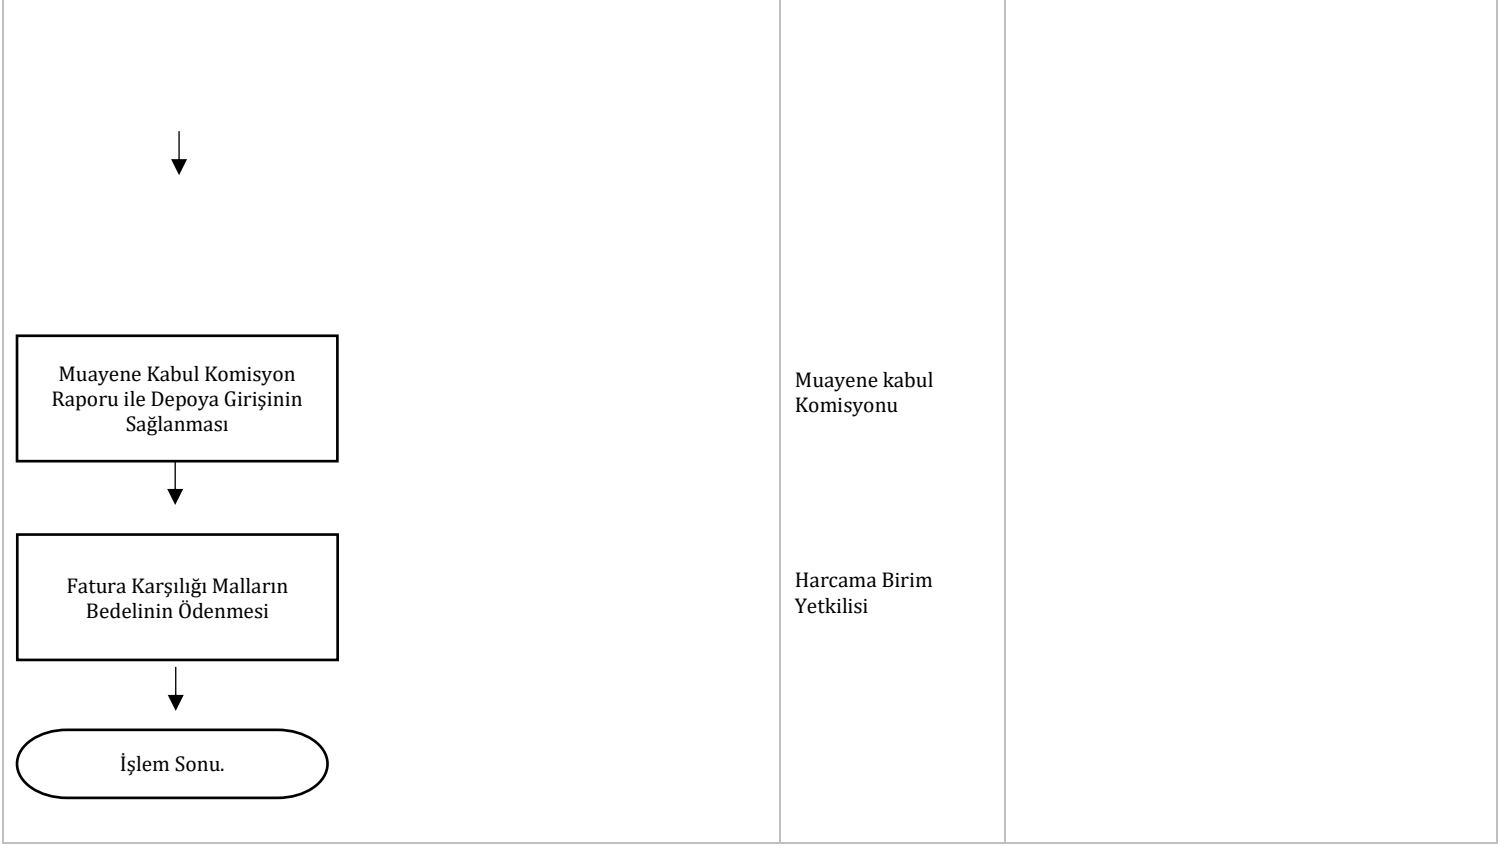 Muayene Kabul Komisyon
Raporu ile Depoya Girişinin
Sağlanması
Muayene kabul
Komisyonu
Fatura Karşılığı Malların
Bedelinin Ödenmesi
Harcama Birim
Yetkilisi
İşlem Sonu.